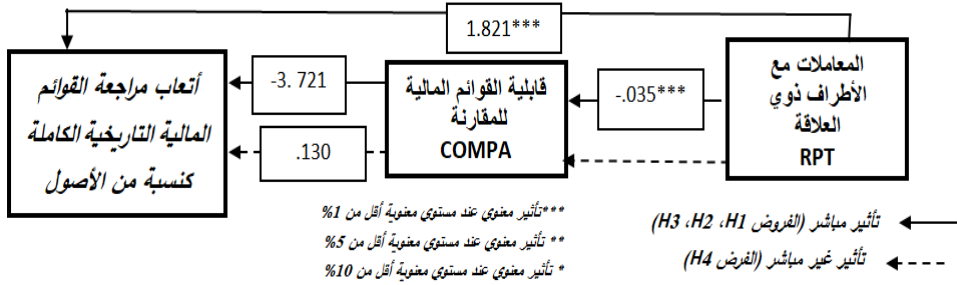 1.821***
المعاملات مع
الأطراف ذوي
العلاقة
RPT
-.035***
قابلية القوائم المالية
للمقارنة
COMPA
-3. 721
.130
أتعاب مراجعة القوائم
المالية التاريخية الكاملة
كنسبة من الأصول
***تأثير معنوي عند مستوي معنوية أقل من 1%
** تأثير معنوي عند مستوي معنوية أقل من 5%
* تأثير معنوي عند مستوي معنوية أقل من 10%
تأثير مباشر (الفروض H1، H2، H3)
تأثير غير مباشر (الفرض H4)